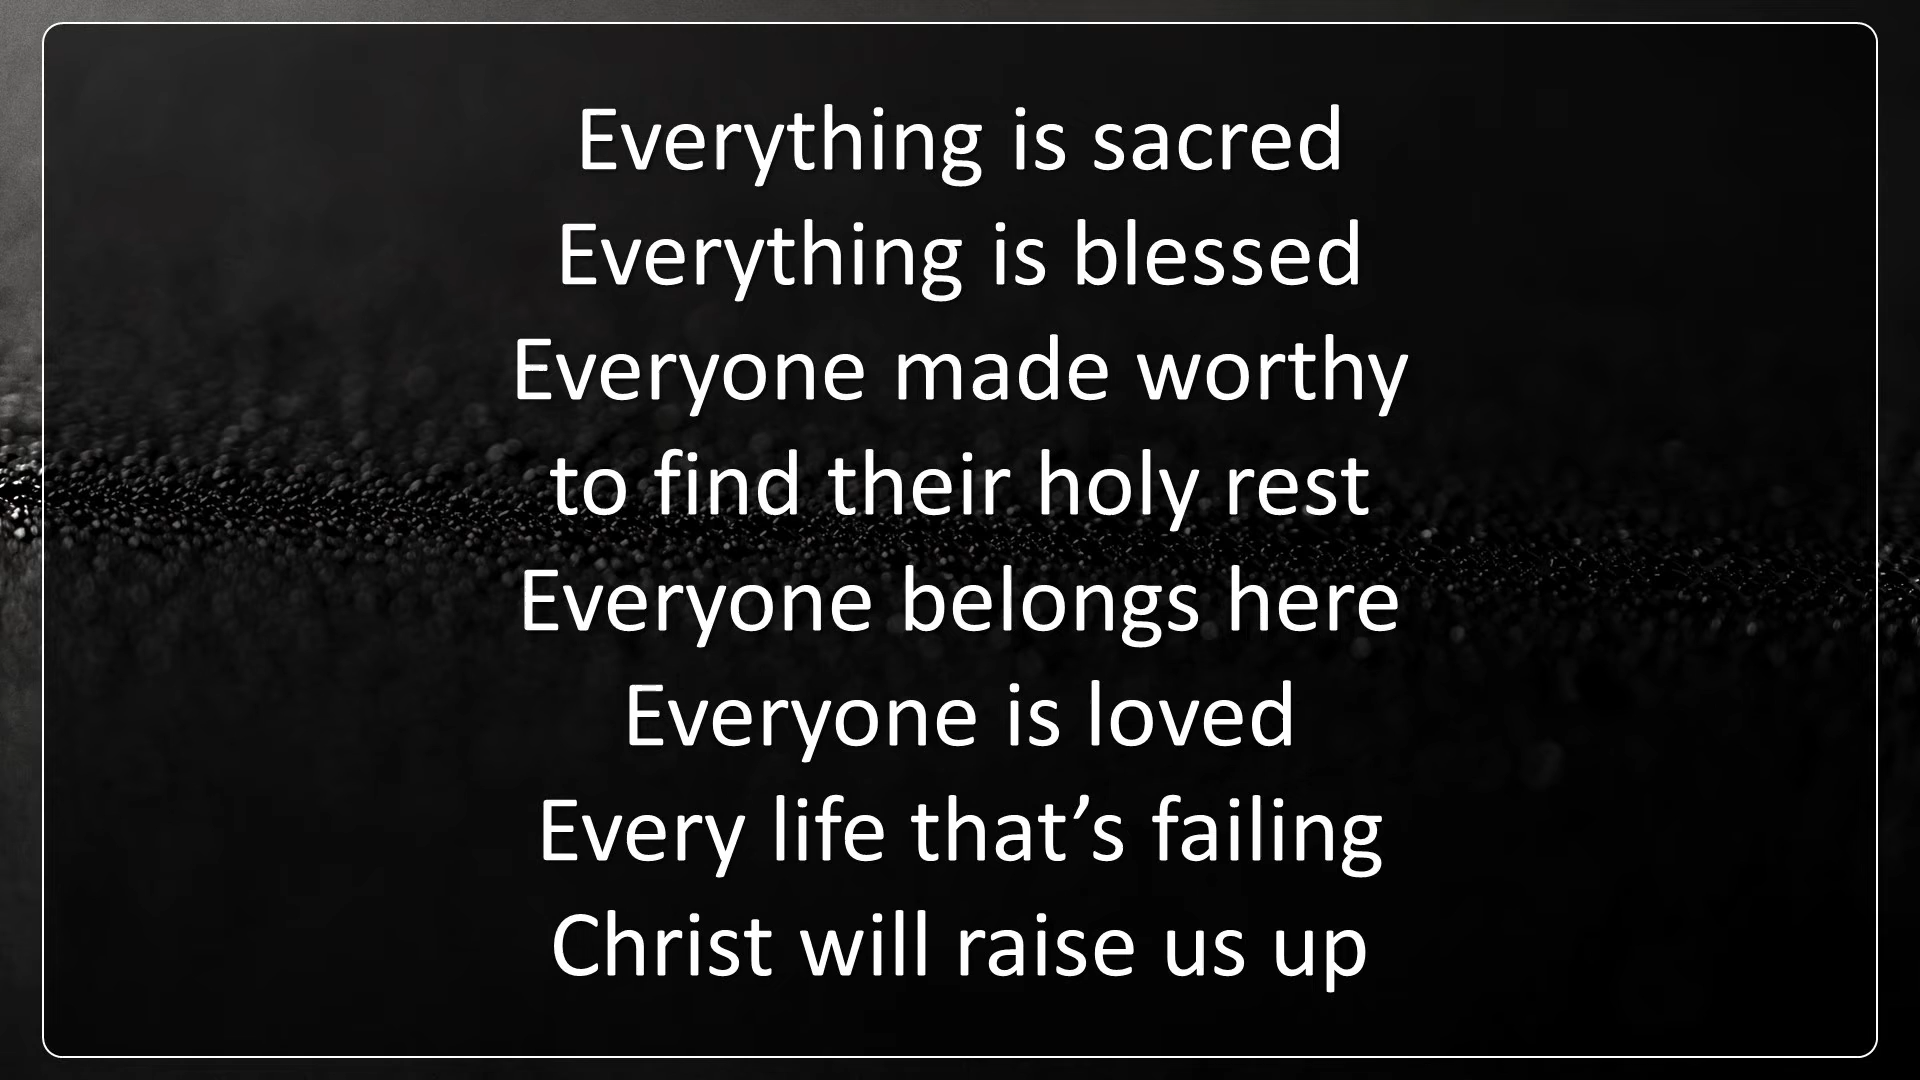 Everything is sacred
Everything is blessed
Everyone made worthy
to find their holy rest
Everyone belongs here
Everyone is loved
Every life that’s failing
Christ will raise us up